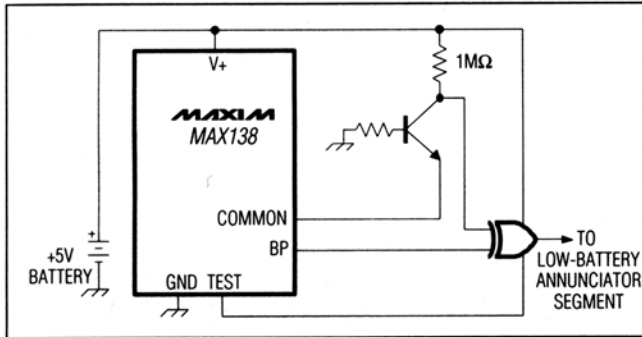 V+
1MΩ
MAXIM
MAX138
COMMON
BP
+
+5V
BATTERY
GND TEST
TO
LOW-BATTERY
ANNUNCIATOR
SEGMENT